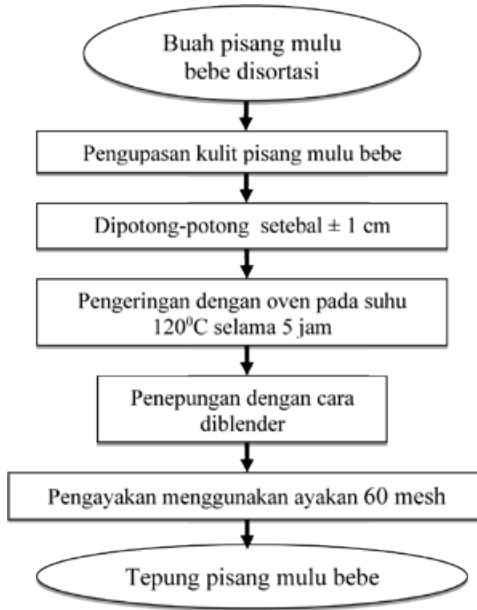 Buah pisang mulu
bebe disortasi
Pengupasan kulit pisang mulu bebe
Dipotong-potong setebal ± 1 cm
Pengeringan dengan oven pada suhu
120⁰C selama 5 jam
Penepungan dengan cara
diblender
Pengayakan menggunakan ayakan 60 mesh
Tepung pisang mulu bebe